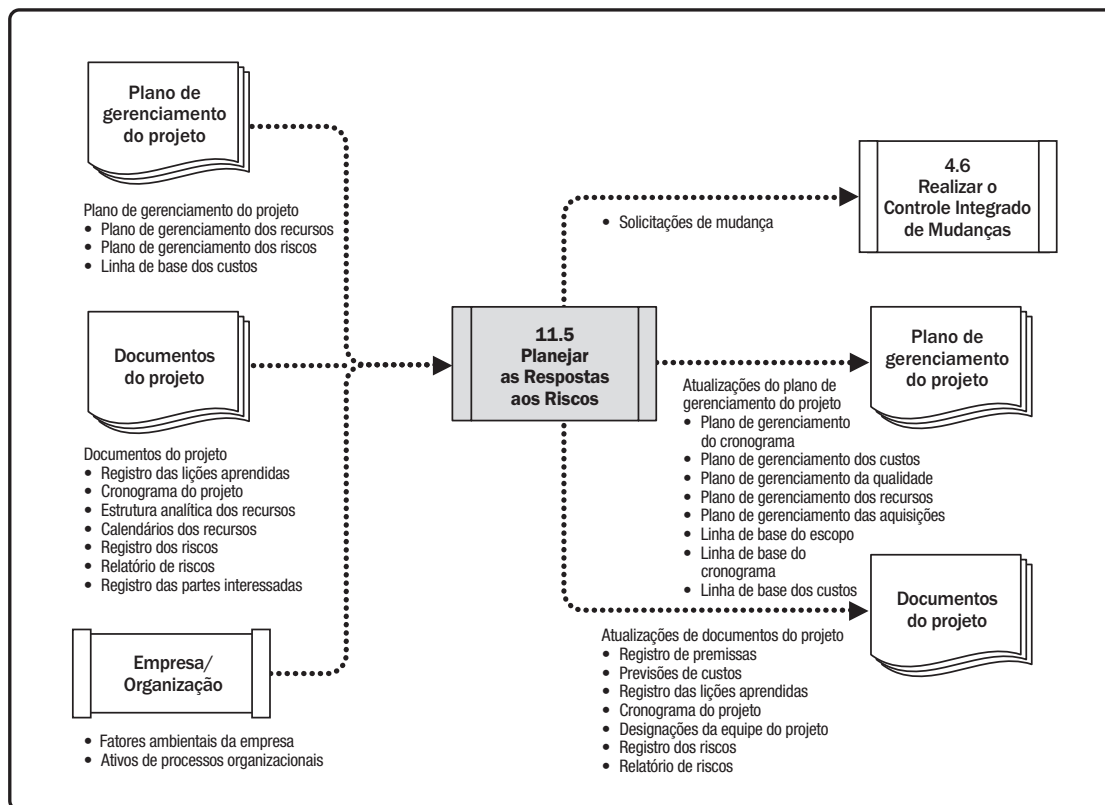 Plano de
gerenciamento
do projeto
Plano de gerenciamento do projeto
• Plano de gerenciamento dos recursos
• Plano de gerenciamento dos riscos
• Linha de base dos custos
Documentos
do projeto
Documentos do projeto
• Registro das lições aprendidas
• Cronograma do projeto
• Estrutura analítica dos recursos
• Calendários dos recursos
• Registro dos riscos
• Relatório de riscos
• Registro das partes interessadas
Empresa/
Organização
• Fatores ambientais da empresa
• Ativos de processos organizacionais
11.5
Planejar
as Respostas
aos Riscos
• Solicitações de mudança
4.6
Realizar o
Controle Integrado
de Mudanças
Plano de
gerenciamento
do projeto
Atualizações do plano de
gerenciamento do projeto
• Plano de gerenciamento
do cronograma
• Plano de gerenciamento dos custos
• Plano de gerenciamento da qualidade
• Plano de gerenciamento dos recursos
• Plano de gerenciamento das aquisições
• Linha de base do escopo
• Linha de base do
cronograma
• Linha de base dos custos
Documentos
do projeto
Atualizações de documentos do projeto
• Registro de premissas
• Previsões de custos
• Registro das lições aprendidas
• Cronograma do projeto
• Designações da equipe do projeto
• Registro dos riscos
• Relatório de riscos